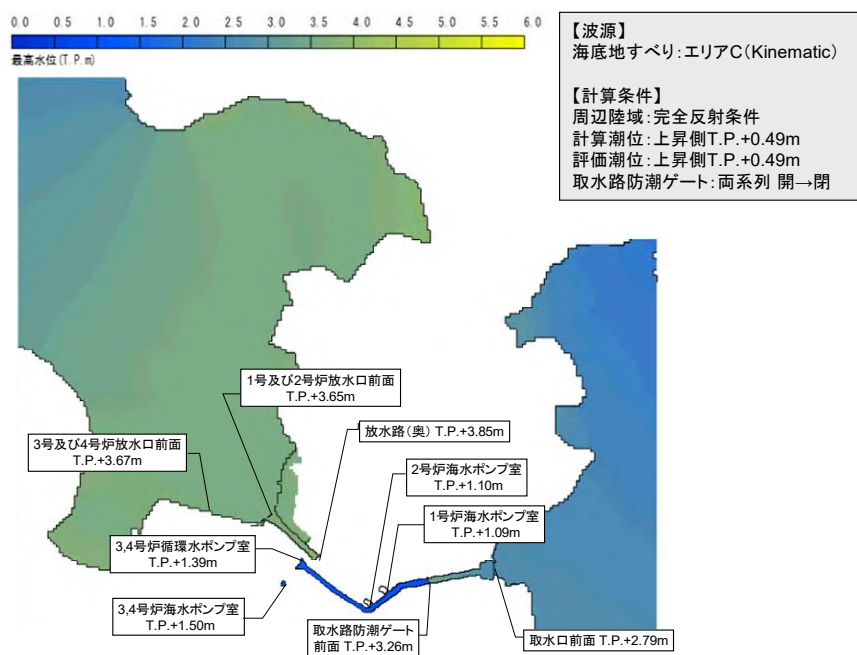 0.0 0.5 1.0 1.5 2.0 2.5 3.0 3.5 4.0 4.5 5.0 6.0
最高水位(T.P.m)
【波源】
海底地すべり:エリアC(Kinematic)
【計算条件】
周辺陸域:完全反射条件
計算潮位:上昇側T.P.+0.49m
評価潮位:上昇側T.P.+0.49m
取水路防潮ゲート:両系列 開→閉
1号及び2号炉放水口前面
T.P.+3.65m
放水路(奥) T.P.+3.85m
3号及び4号炉放水口前面
T.P.+3.67m
2号炉海水ポンプ室
T.P.+1.10m
1号炉海水ポンプ室
T.P.+1.09m
3,4号炉循環水ポンプ室
T.P.+1.39m
3,4号炉海水ポンプ室
T.P.+1.50m
取水路防潮ゲート
前面 T.P.+3.26m
取水口前面 T.P.+2.79m